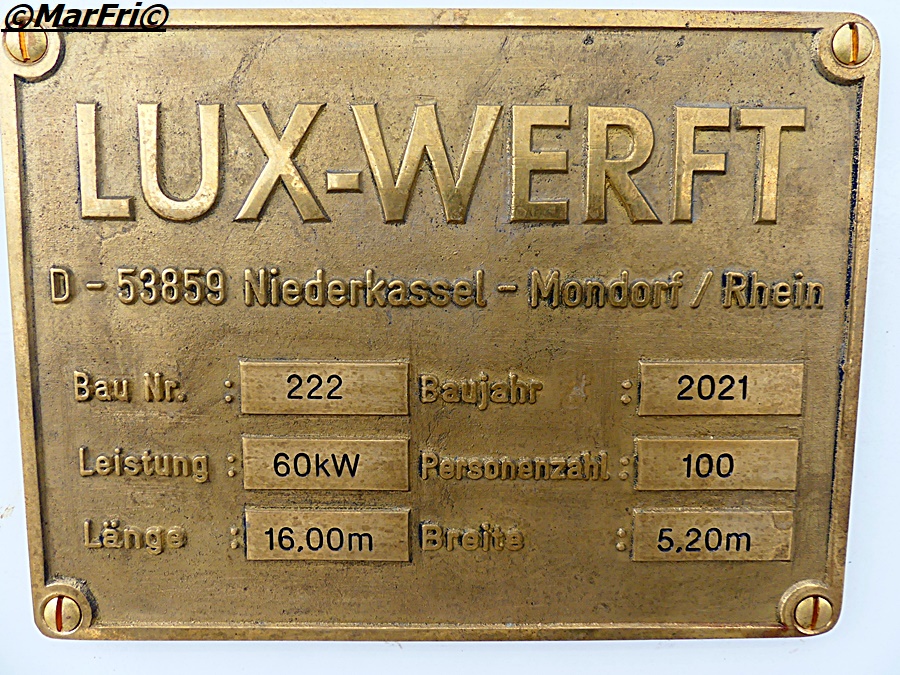 ©MarFri©
LUX-WERFT
D - 53859 Niederkassel - Mondorf / Rhein
Bau Nr. : 222 Baujahr : 2021
Leistung : 60kW Personenzahl : 100
Länge : 16,00m Breite : 5,20m